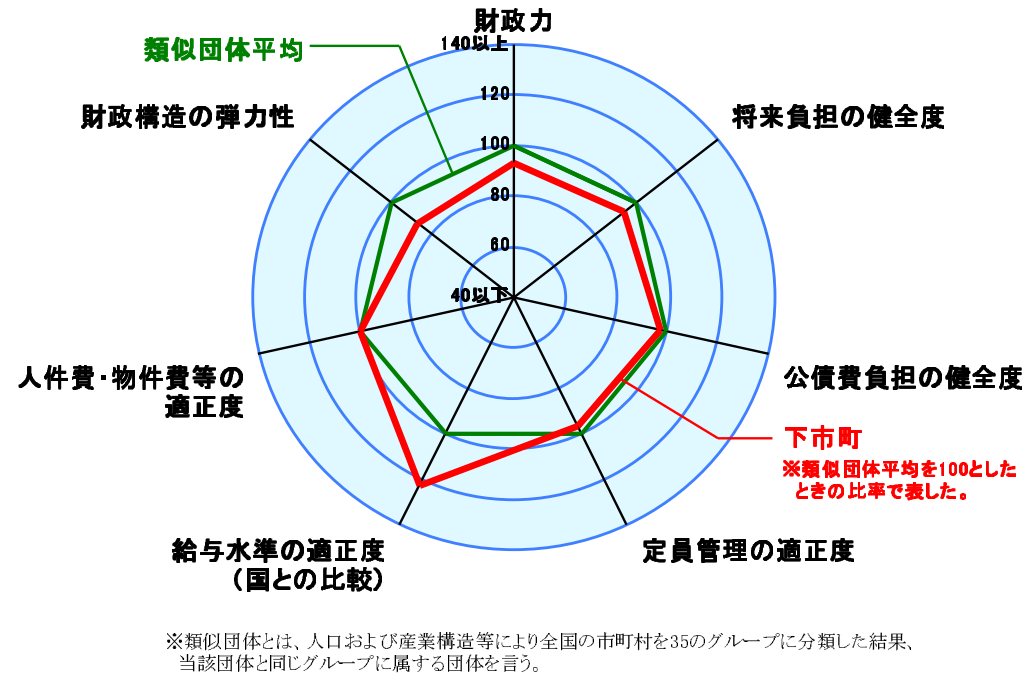 財政力
140以上
類似団体平均
120
財政構造の弾力性
将来負担の健全度
100
80
60
40以下
人件費・物件費等の
適正度
公債費負担の健全度
下市町
※類似団体平均を100とした
ときの比率で表した。
給与水準の適正度
（国との比較）
定員管理の適正度
※類似団体とは、人口および産業構造等により全国の市町村を35のグループに分類した結果、
当該団体と同じグループに属する団体を言う。